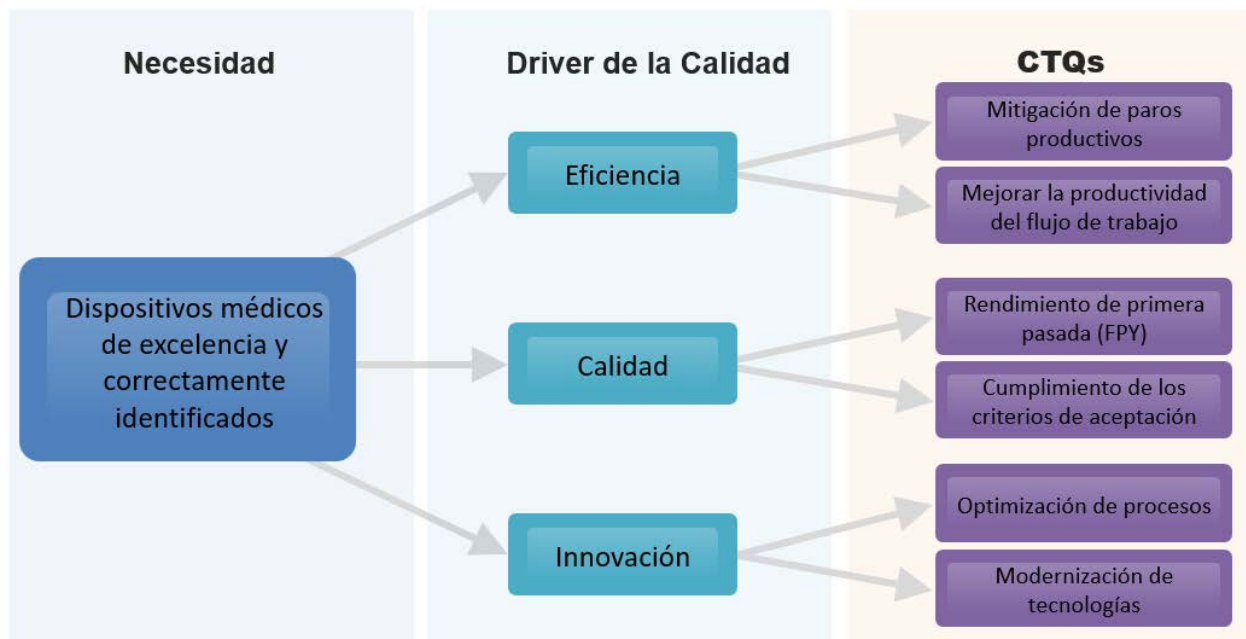 Necesidad
Driver de la Calidad
CTQs
Dispositivos médicos
de excelencia y
correctamente
identificados
Eficiencia
Calidad
Innovación
Mitigación de paros
productivos
Mejorar la productividad
del flujo de trabajo
Rendimiento de primera
pasada (FPY)
Cumplimiento de los
criterios de aceptación
Optimización de procesos
Modernización de
tecnologías